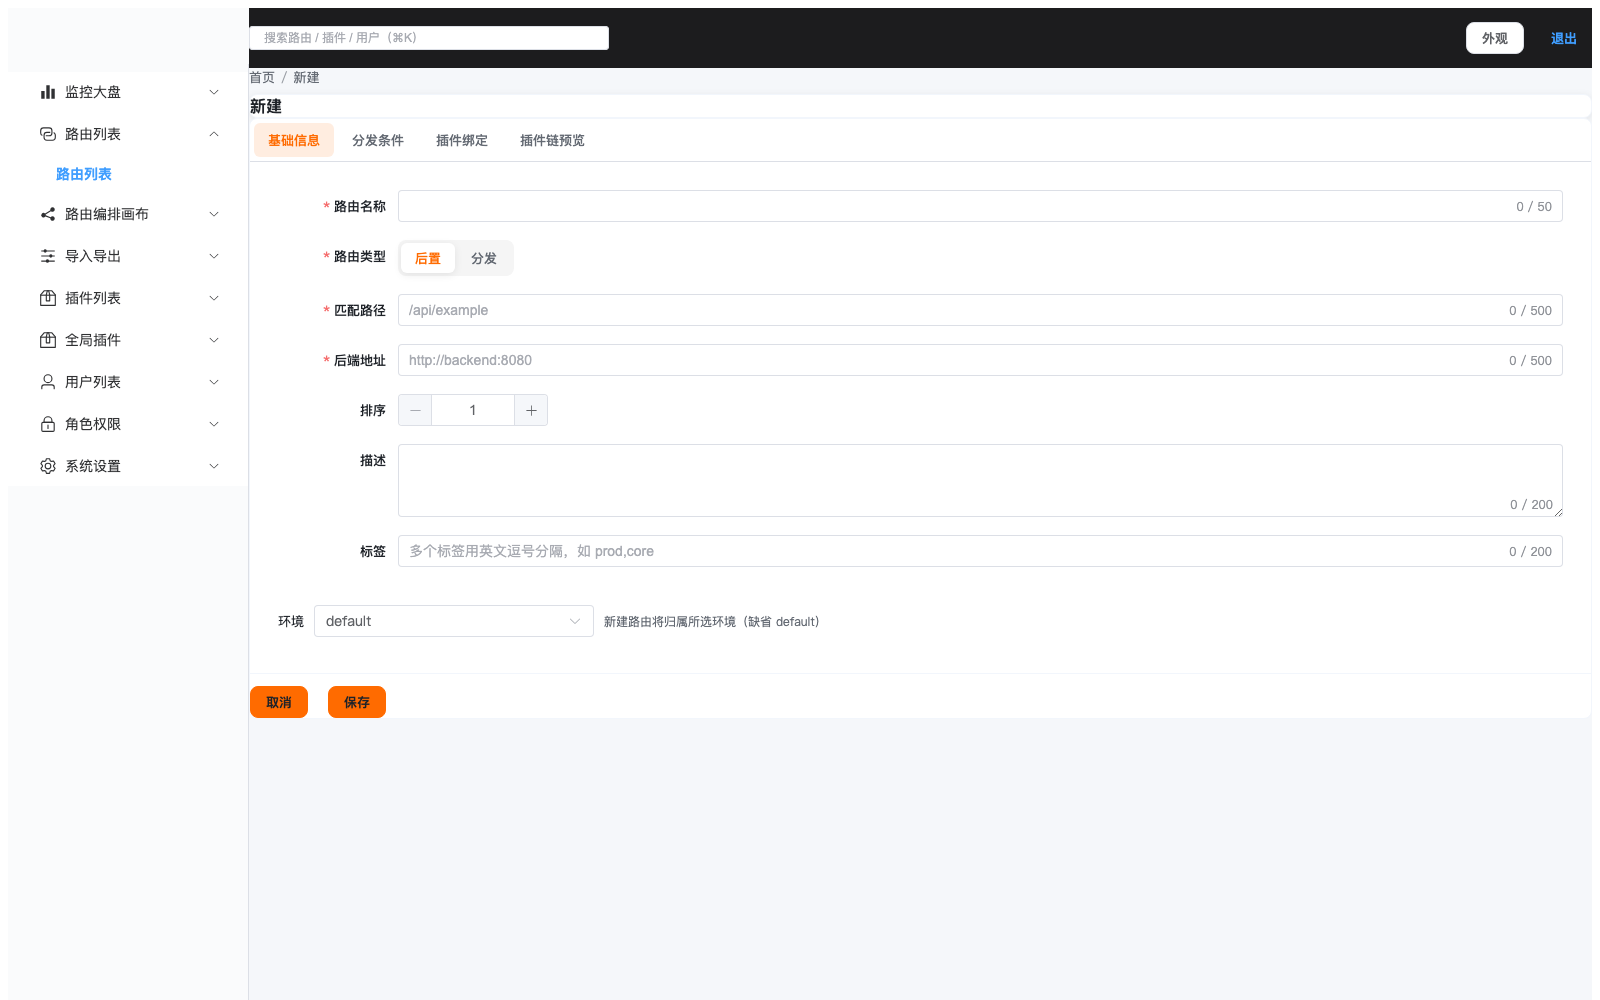 搜索路由 / 插件 / 用户（⌘K）
外观
退出
监控大盘
路由列表
路由列表
路由编排画布
导入导出
插件列表
全局插件
用户列表
角色权限
系统设置
首页 / 新建
新建
基础信息 分发条件 插件绑定 插件链预览
* 路由名称 0 / 50
* 路由类型 后置 分发
* 匹配路径 /api/example 0 / 500
* 后端地址 http://backend:8080 0 / 500
排序 1
描述 0 / 200
标签 多个标签用英文逗号分隔，如 prod,core 0 / 200
环境 default 新建路由将归属所选环境（缺省 default）
取消 保存